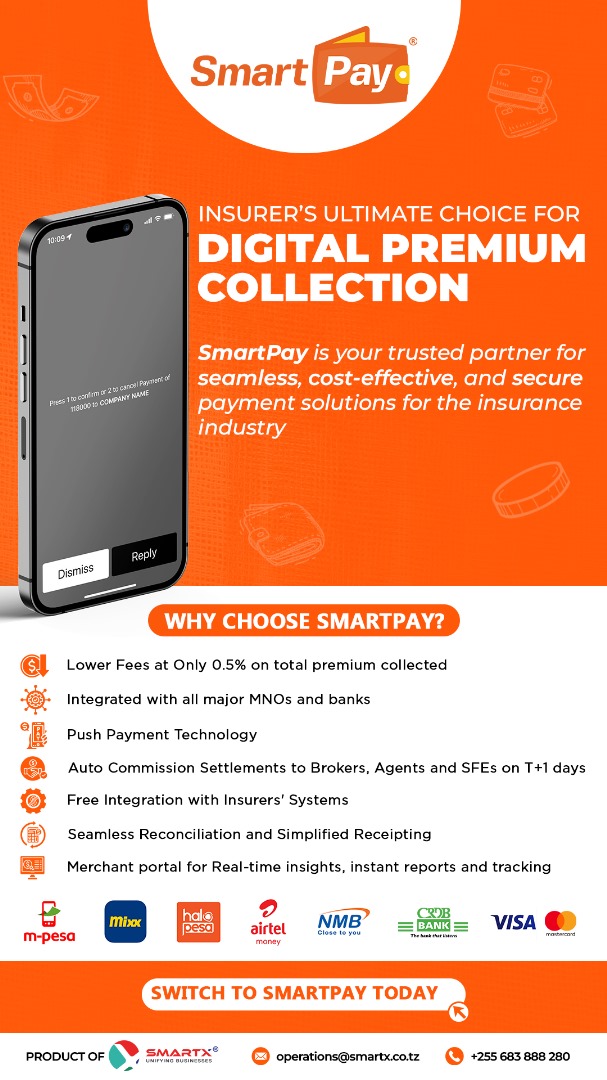 Smart Pay ®
INSURER'S ULTIMATE CHOICE FOR
DIGITAL PREMIUM
COLLECTION
10:09
Press 1 to confirm or 2 to cancel Payment of
118000 to COMPANY NAME
Dismiss
Reply
SmartPay is your trusted partner for
seamless, cost-effective, and secure
payment solutions for the insurance
industry
WHY CHOOSE SMARTPAY?
Lower Fees at Only 0.5% on total premium collected
Integrated with all major MNOs and banks
Push Payment Technology
Auto Commission Settlements to Brokers, Agents and SFEs on T+1 days
Free Integration with Insurers' Systems
Seamless Reconciliation and Simplified Receipting
Merchant portal for Real-time insights, instant reports and tracking
m-pesa
mixx
halo
pesa
airtel
money
NMB
Close to you
CRDB
BANK
The bank that listens
VISA
mastercard
SWITCH TO SMARTPAY TODAY
PRODUCT OF
SMARTX®
UNIFYING BUSINESSES
operations@smartx.co.tz
+255 683 888 280